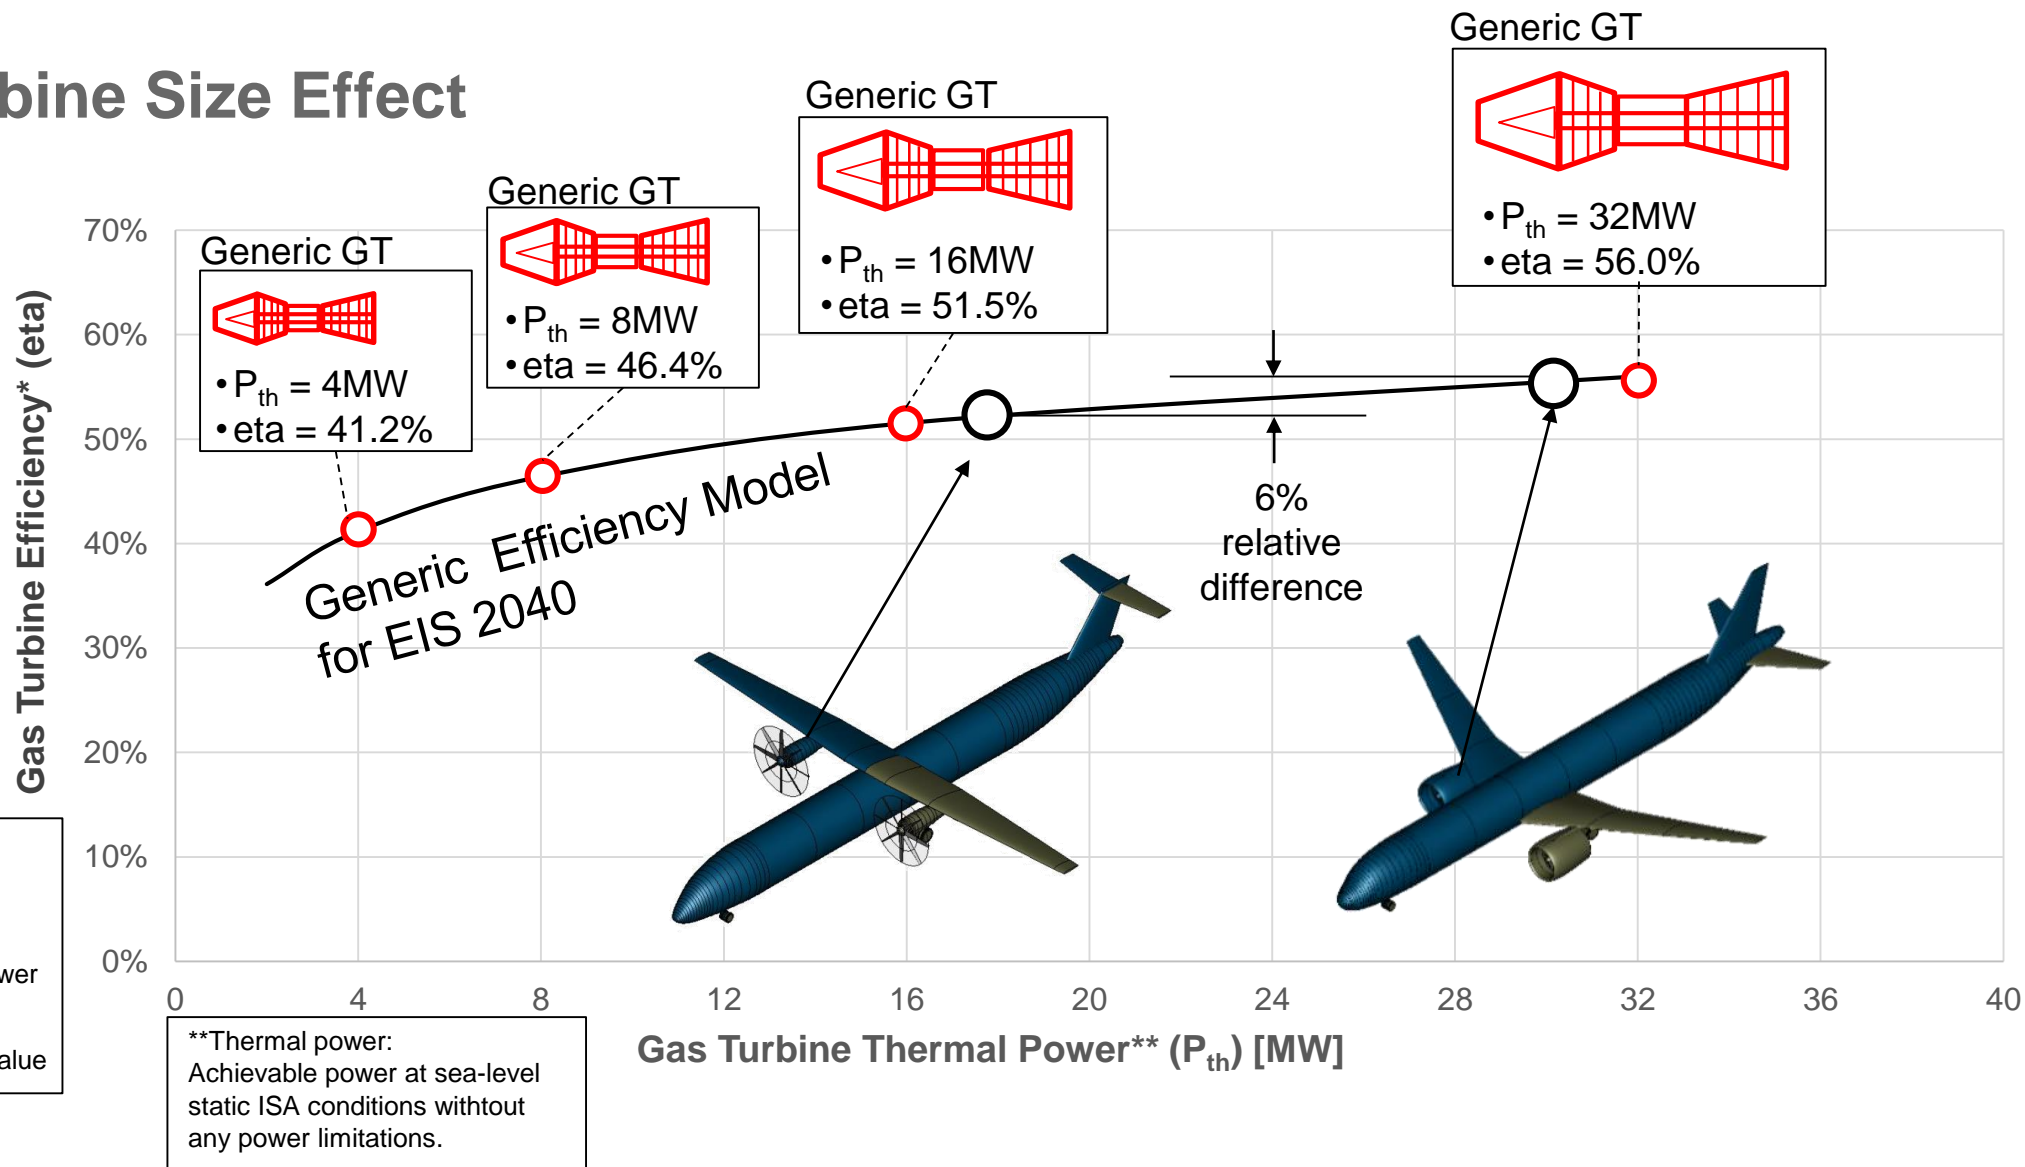 bine Size Effect
Generic GT
•Pth = 4MW
•eta = 41.2%
Generic GT
•Pth = 8MW
•eta = 46.4%
Generic GT
•Pth = 16MW
•eta = 51.5%
Generic GT
•Pth = 32MW
•eta = 56.0%
Gas Turbine Efficiency* (eta)
70%
60%
50%
40%
30%
20%
10%
0%
Generic Efficiency Model
for EIS 2040
6%
relative
difference
0 4 8 12 16 20 24 28 32 36 40
Gas Turbine Thermal Power** (Pth) [MW]
wer
alue
**Thermal power:
Achievable power at sea-level
static ISA conditions withtout
any power limitations.